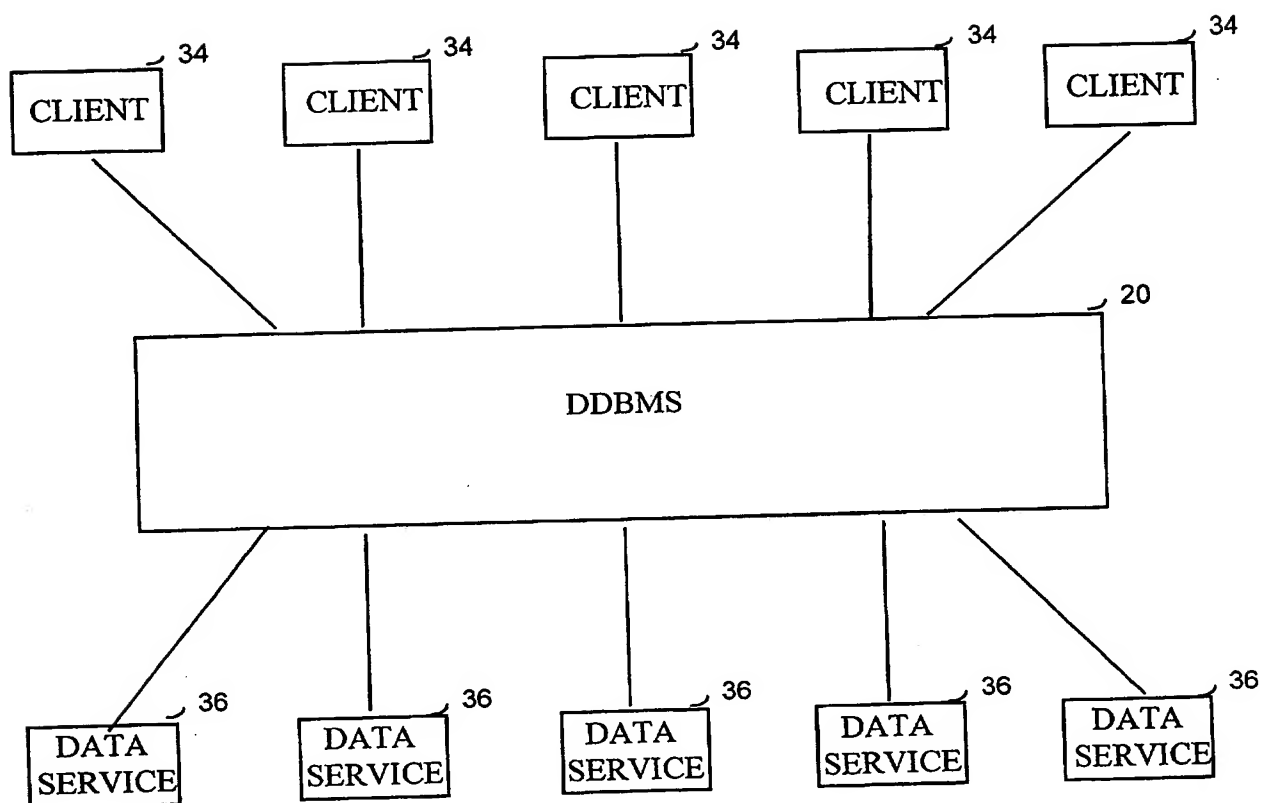 34 34 34 34 34
CLIENT CLIENT CLIENT CLIENT CLIENT
20
DDBMS
36 36 36 36 36
DATA SERVICE DATA SERVICE DATA SERVICE DATA SERVICE DATA SERVICE